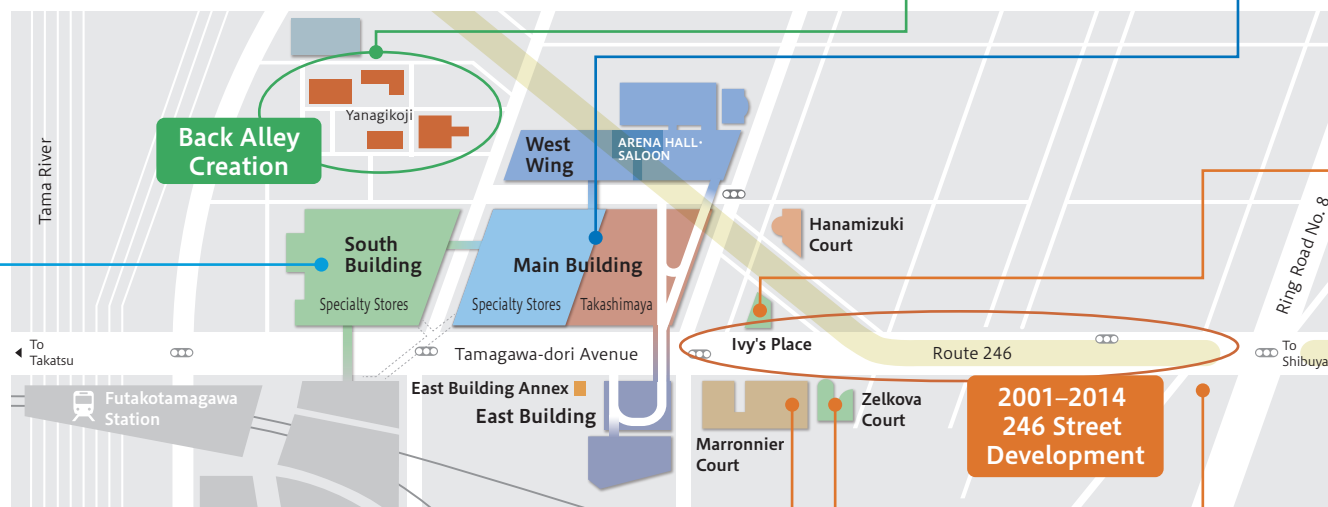 Tama River
Yanagikoji
Back Alley
Creation
West
Wing
ARENA HALL·
SALOON
South
Building
Specialty Stores
Main Building
Specialty Stores
Takashimaya
Hanamizuki
Court
Ring Road No. 8
To
Takatsu
Tamagawa-dori Avenue
Ivy's Place
Route 246
To
Shibuya
Futakotamagawa
Station
East Building Annex
East Building
Marronnier
Court
Zelkova
Court
2001–2014
246 Street
Development